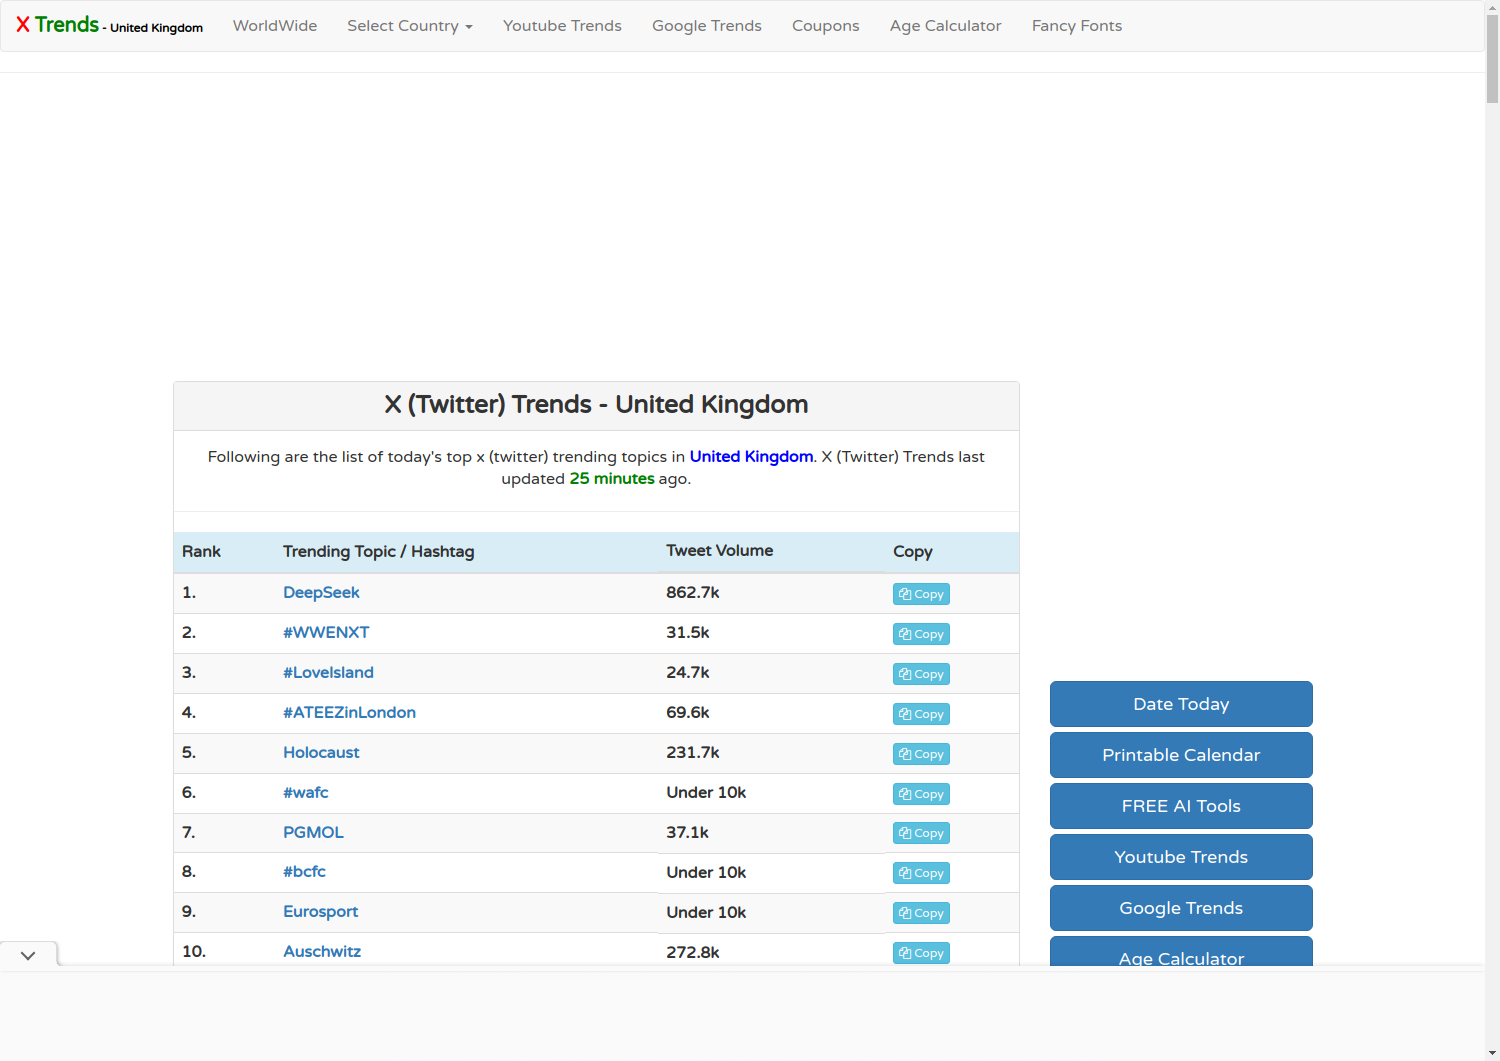 X Trends - United Kingdom WorldWide Select Country Youtube Trends Google Trends Coupons Age Calculator Fancy Fonts
X (Twitter) Trends - United Kingdom
Following are the list of today's top x (twitter) trending topics in United Kingdom. X (Twitter) Trends last
updated 25 minutes ago.
Rank Trending Topic / Hashtag Tweet Volume Copy
1. DeepSeek 862.7k Copy
2. #WWENXT 31.5k Copy
3. #LoveIsland 24.7k Copy
4. #ATEEZinLondon 69.6k Copy
5. Holocaust 231.7k Copy
6. #wafc Under 10k Copy
7. PGMOL 37.1k Copy
8. #bcfc Under 10k Copy
9. Eurosport Under 10k Copy
10. Auschwitz 272.8k Copy
Date Today
Printable Calendar
FREE AI Tools
Youtube Trends
Google Trends
Age Calculator